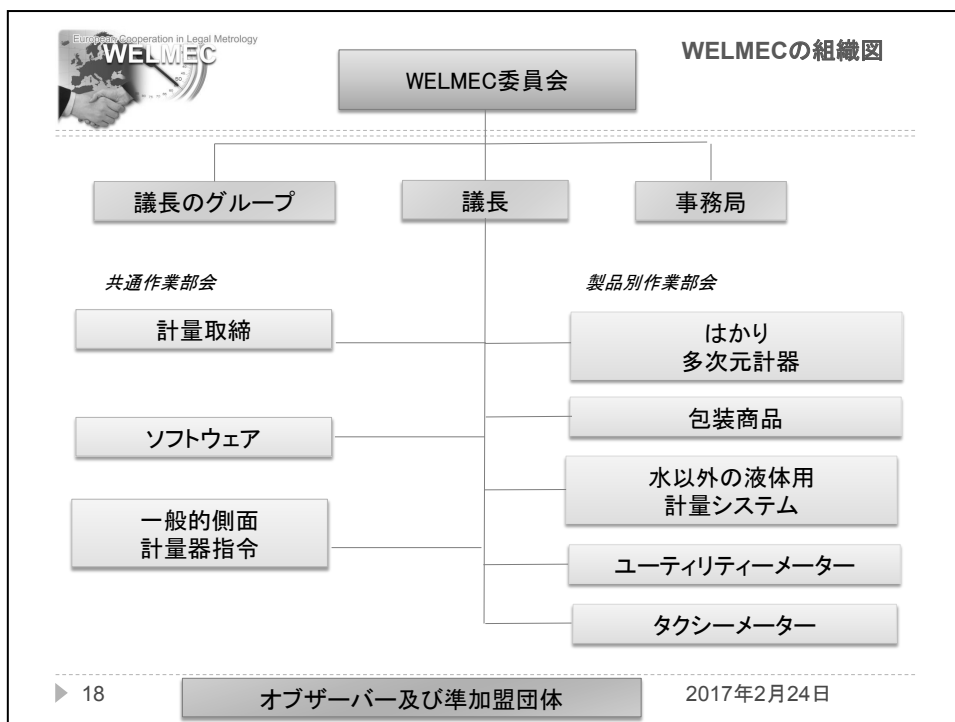 European Cooperation in Legal Metrology
WELMEC
WELMECの組織図
WELMEC委員会
議長のグループ
議長
事務局
共通作業部会
製品別作業部会
計量取締
はかり
多次元計器
ソフトウェア
包装商品
水以外の液体用
計量システム
一般的側面
計量器指令
ユーティリティーメーター
タクシーメーター
18
オブザーバー及び準加盟団体
2017年2月24日